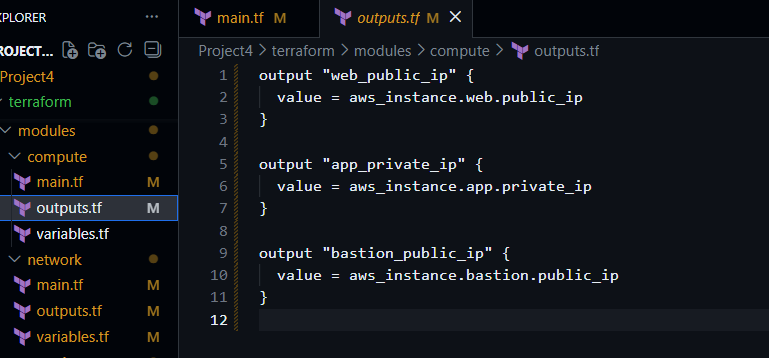 EXPLORER ...
ROJECT...
Project4
terraform
modules
compute
main.tf M
outputs.tf M
variables.tf
network
main.tf M
outputs.tf M
variables.tf M
main.tf M
outputs.tf M ×
Project4 > terraform > modules > compute > outputs.tf
1 output "web_public_ip" {
2   value = aws_instance.web.public_ip
3 }
4
5 output "app_private_ip" {
6   value = aws_instance.app.private_ip
7 }
8
9 output "bastion_public_ip" {
10   value = aws_instance.bastion.public_ip
11 }
12